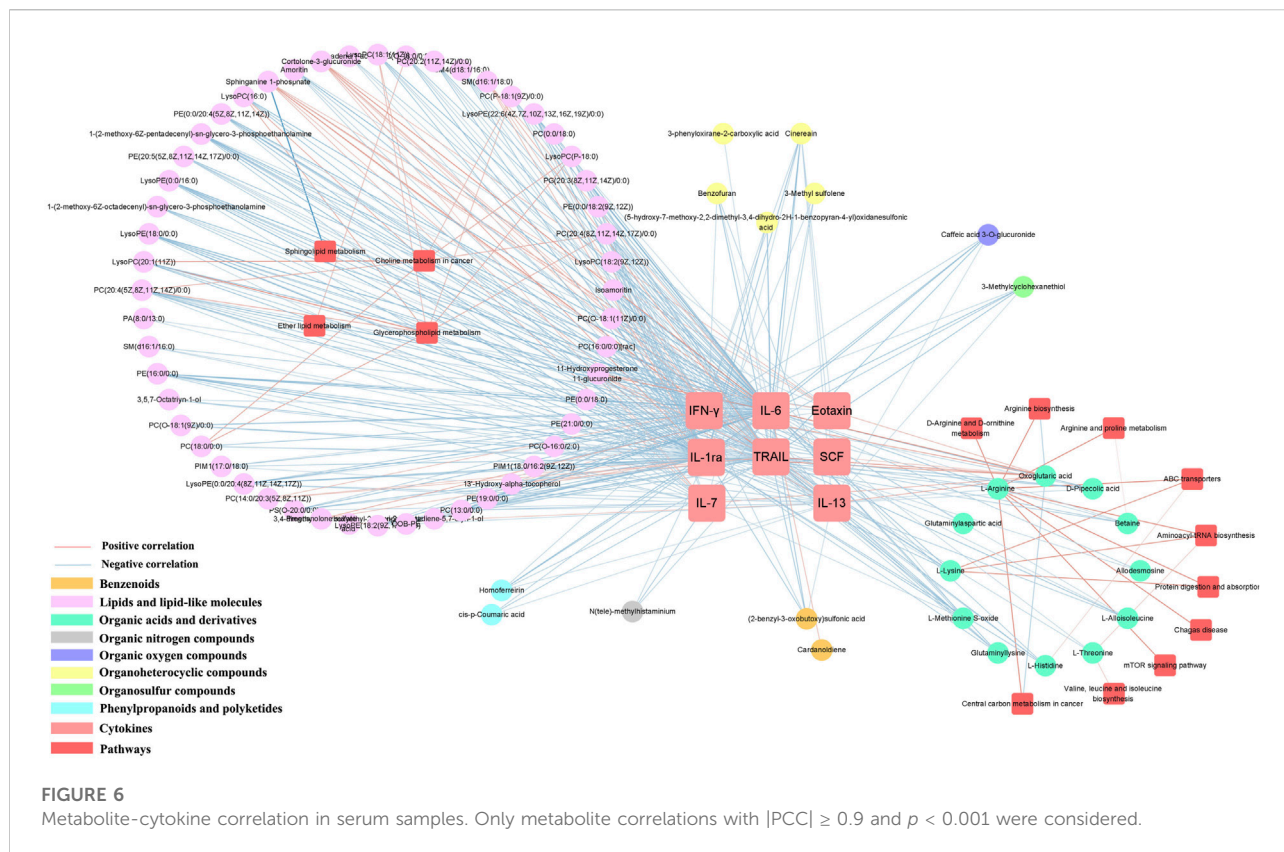 Cortolone-3-glucuronide
LysoPC(18:1(11Z))
PC(20:2(11Z,14Z)/0:0)
Amoritin
Sphinganine 1-phosphate
SM(d16:1/18:0)
LysoPC(16:0)
PC(P-18:1(9Z)/0:0)
PE(0:0/20:4(5Z,8Z,11Z,14Z))
LysoPE(22:6(4Z,7Z,10Z,13Z,16Z,19Z)/0:0)
1-(2-methoxy-6Z-pentadecenyl)-sn-glycero-3-phosphoethanolamine
PC(0:0/18:0)
PE(20:5(5Z,8Z,11Z,14Z,17Z)/0:0)
LysoPC(P-18:0)
LysoPE(0:0/16:0)
PG(20:3(8Z,11Z,14Z)/0:0)
1-(2-methoxy-6Z-octadecenyl)-sn-glycero-3-phosphoethanolamine
PE(0:0/18:2(9Z,12Z))
LysoPE(18:0/0:0)
PC(20:4(8Z,11Z,14Z,17Z)/0:0)
LysoPC(20:1(11Z))
LysoPC(18:2(9Z,12Z))
PC(20:4(5Z,8Z,11Z,14Z)/0:0)
Isoamoritin
PA(8:0/13:0)
PC(O-18:1(11Z)/0:0)
SM(d16:1/16:0)
PC(16:0/0:0)[rac]
PE(16:0/0:0)
11-Hydroxyprogesterone
11-glucuronide
3,5,7-Octatriyn-1-ol
PE(0:0/18:0)
PC(O-18:1(9Z)/0:0)
PE(21:0/0:0)
PC(18:0/0:0)
PC(O-16:0/2:0)
PIM1(17:0/18:0)
PIM1(18:0/16:2(9Z,12Z))
LysoPE(0:0/20:4(8Z,11Z,14Z,17Z))
13'-Hydroxy-alpha-tocopherol
PC(14:0/20:3(5Z,8Z,11Z))
PE(19:0/0:0)
PS(O-20:0/0:0)
PC(13:0/0:0)
Sphingolipid metabolism
Choline metabolism in cancer
Ether lipid metabolism
Glycerophospholipid metabolism
3-phenyloxirane-2-carboxylic acid
Cinereain
Benzofuran
3-Methyl sulfolene
(5-hydroxy-7-methoxy-2,2-dimethyl-3,4-dihydro-2H-1-benzopyran-4-yl)oxidanesulfonic
acid
Caffeic acid 3-O-glucuronide
3-Methylcyclohexanethiol
IFN-γ
IL-6
Eotaxin
IL-1ra
TRAIL
SCF
IL-7
IL-13
D-Arginine and D-ornithine
metabolism
Arginine biosynthesis
Arginine and proline metabolism
Oxoglutaric acid
L-Arginine
D-Pipecolic acid
ABC transporters
Glutaminylaspartic acid
Betaine
Aminoacyl-tRNA biosynthesis
L-Lysine
Allodesmosine
Protein digestion and absorption
L-Methionine S-oxide
L-Alloisoleucine
Chagas disease
Glutaminyllysine
L-Histidine
L-Threonine
mTOR signaling pathway
Central carbon metabolism in cancer
Valine, leucine and isoleucine
biosynthesis
Homoferreirin
cis-p-Coumaric acid
N(tele)-methylhistaminium
(2-benzyl-3-oxobutoxy)sulfonic acid
Cardanoldiene
Positive correlation
Negative correlation
Benzenoids
Lipids and lipid-like molecules
Organic acids and derivatives
Organic nitrogen compounds
Organic oxygen compounds
Organoheterocyclic compounds
Organosulfur compounds
Phenylpropanoids and polyketides
Cytokines
Pathways
FIGURE 6
Metabolite-cytokine correlation in serum samples. Only metabolite correlations with |PCC| ≥ 0.9 and p < 0.001 were considered.